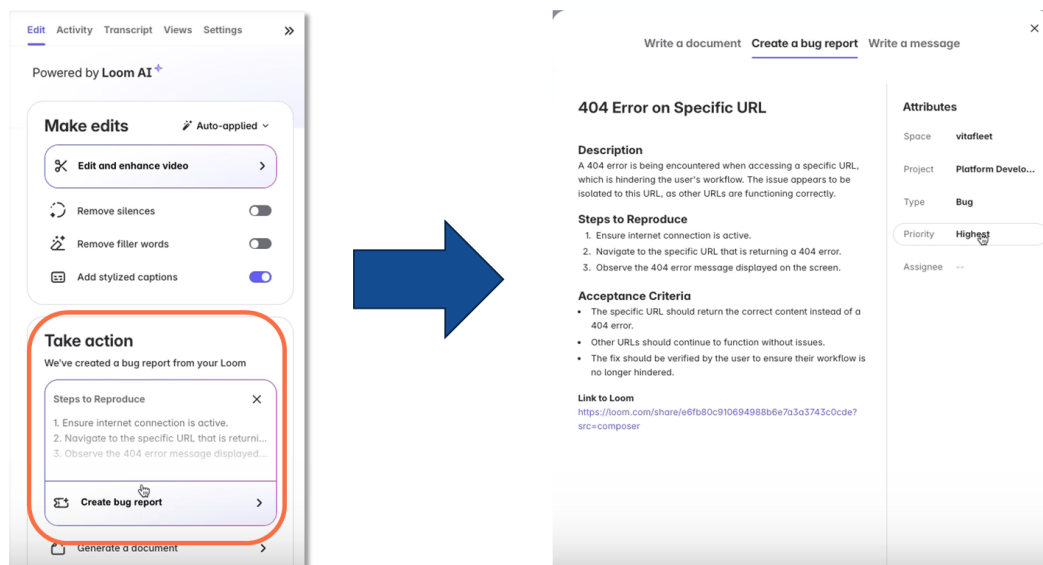 Edit Activity Transcript Views Settings
Powered by Loom AI
Make edits
Auto-applied
Edit and enhance video
Remove silences
Remove filler words
Add stylized captions
Take action
We've created a bug report from your Loom
Steps to Reproduce
1. Ensure internet connection is active.
2. Navigate to the specific URL that is returni...
3. Observe the 404 error message displayed...
Create bug report
Generate a document
Write a document Create a bug report Write a message
404 Error on Specific URL
Description
A 404 error is being encountered when accessing a specific URL,
which is hindering the user's workflow. The issue appears to be
isolated to this URL, as other URLs are functioning correctly.
Steps to Reproduce
1. Ensure internet connection is active.
2. Navigate to the specific URL that is returning a 404 error.
3. Observe the 404 error message displayed on the screen.
Acceptance Criteria
• The specific URL should return the correct content instead of a
404 error.
• Other URLs should continue to function without issues.
• The fix should be verified by the user to ensure their workflow is
no longer hindered.
Link to Loom
https://loom.com/share/e6fb80c910694988b6e7a3a3743c0cde?
src=composer
Attributes
Space vitafleet
Project Platform Develo...
Type Bug
Priority Highest
Assignee --